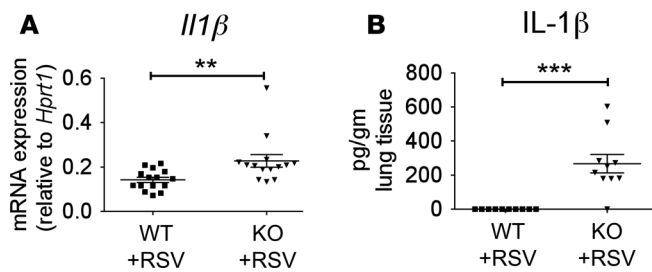 A
Il1β
mRNA expression
(relative to Hprt1)
0.6
0.4
0.2
0.0
**
WT
+RSV
KO
+RSV
B
IL-1β
pg/gm
lung tissue
800
600
400
200
0
***
WT
+RSV
KO
+RSV